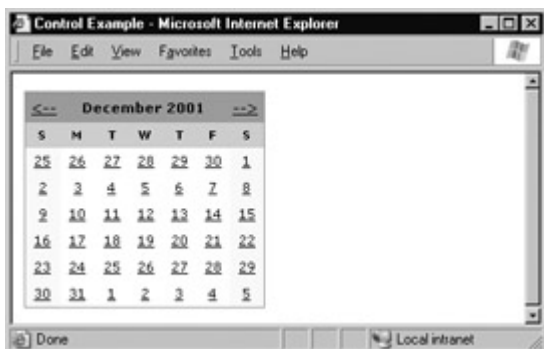 Control Example - Microsoft Internet Explorer
File Edit View Favorites Tools Help
<-- December 2001 -->
S M T W T F S
25 26 27 28 29 30 1
2 3 4 5 6 7 8
9 10 11 12 13 14 15
16 17 18 19 20 21 22
23 24 25 26 27 28 29
30 31 1 2 3 4 5
Done Local intranet